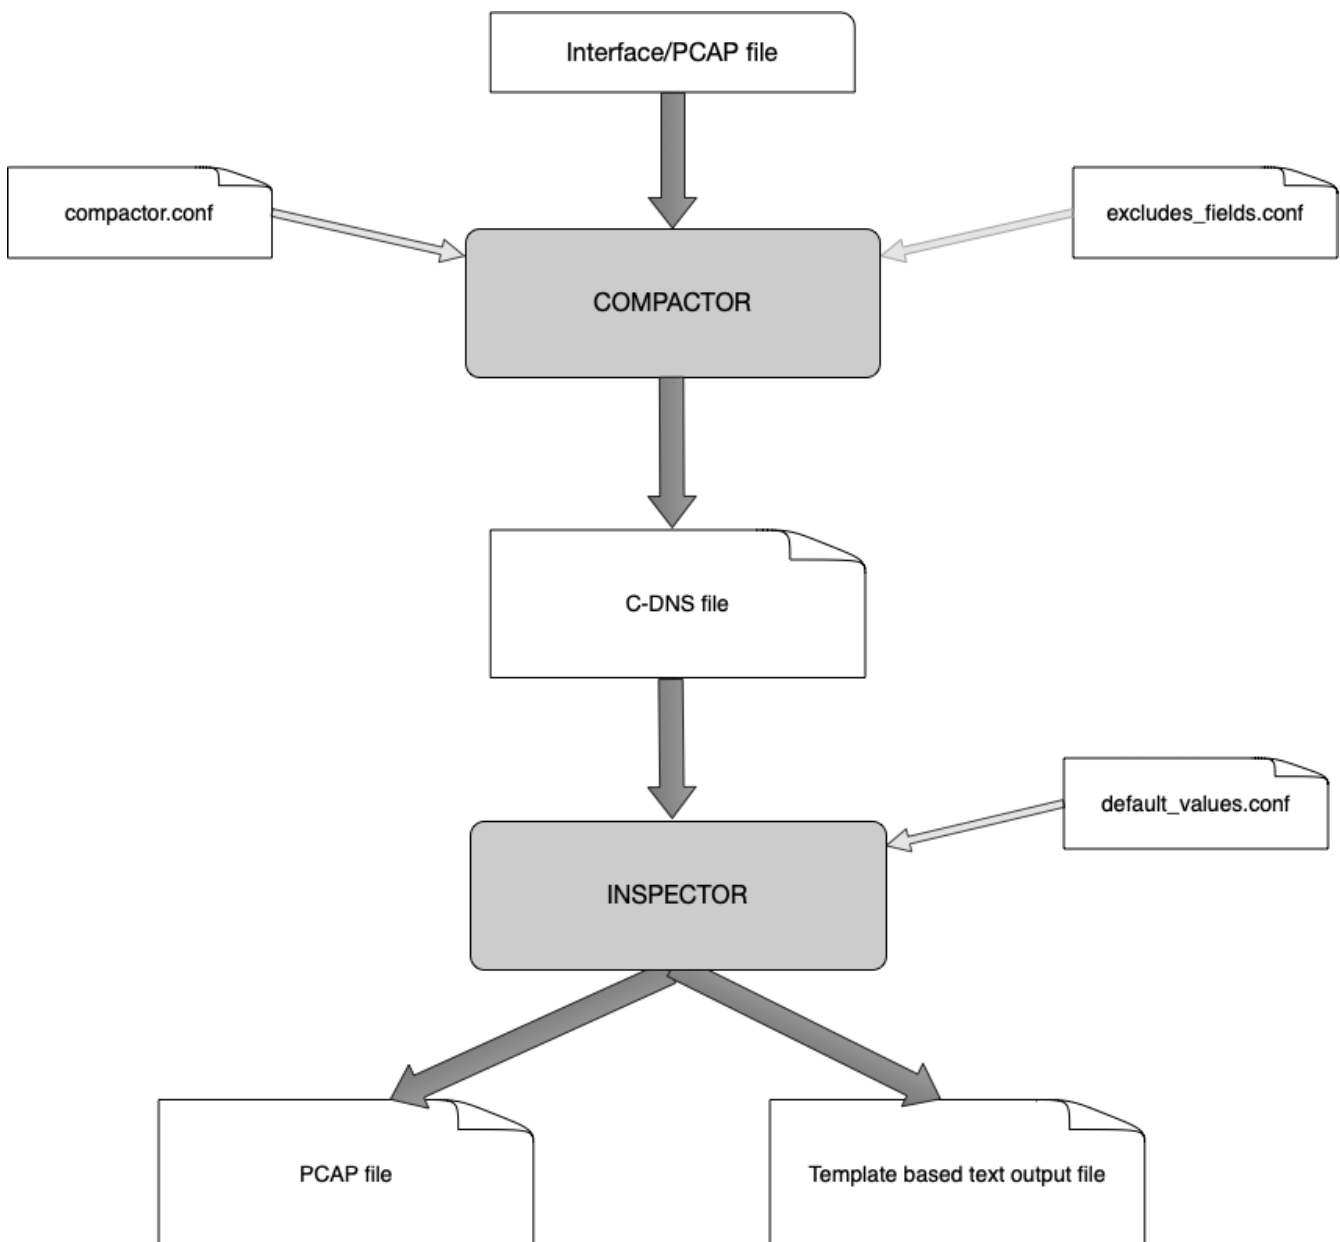 Interface/PCAP file
compactor.conf
excludes_fields.conf
COMPACTOR
C-DNS file
default_values.conf
INSPECTOR
PCAP file
Template based text output file